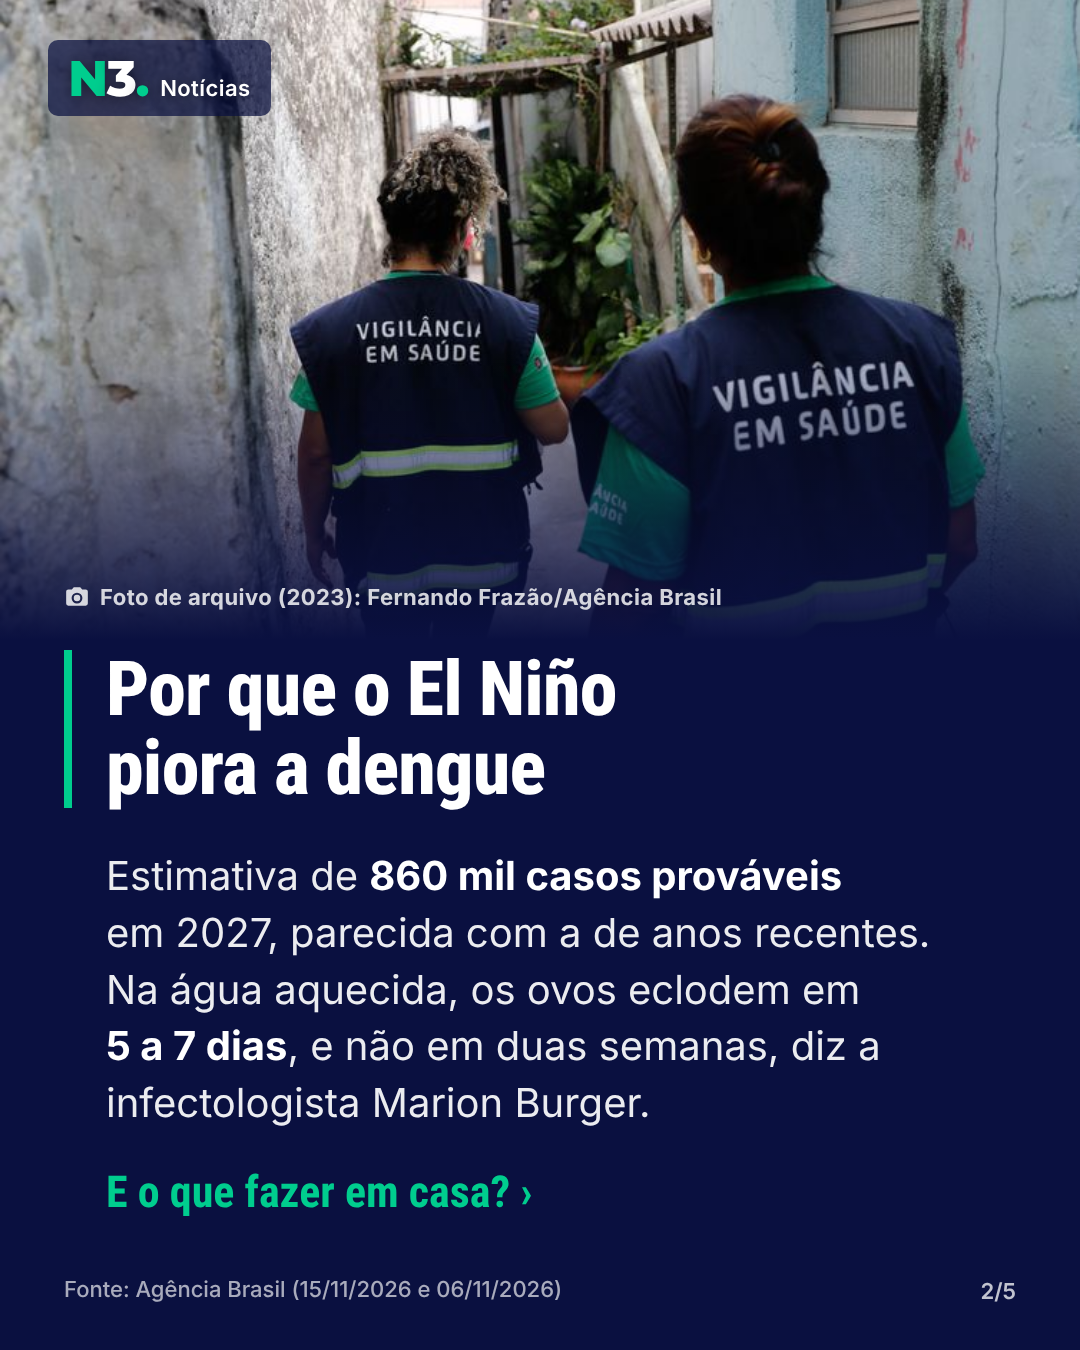 N3. Notícias
VIGILÂNCIA
EM SAÚDE
VIGILÂNCIA
EM SAÚDE
ÂNCIA
AÚDE
Foto de arquivo (2023): Fernando Frazão/Agência Brasil
Por que o El Niño
piora a dengue
Estimativa de 860 mil casos prováveis
em 2027, parecida com a de anos recentes.
Na água aquecida, os ovos eclodem em
5 a 7 dias, e não em duas semanas, diz a
infectologista Marion Burger.
E o que fazer em casa? ›
Fonte: Agência Brasil (15/11/2026 e 06/11/2026)
2/5